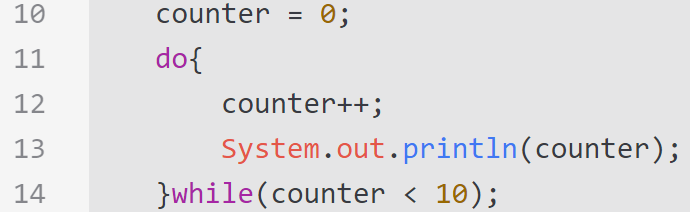 10 counter = 0;
11 do{
12 counter++;
13 System.out.println(counter);
14 }while(counter < 10);